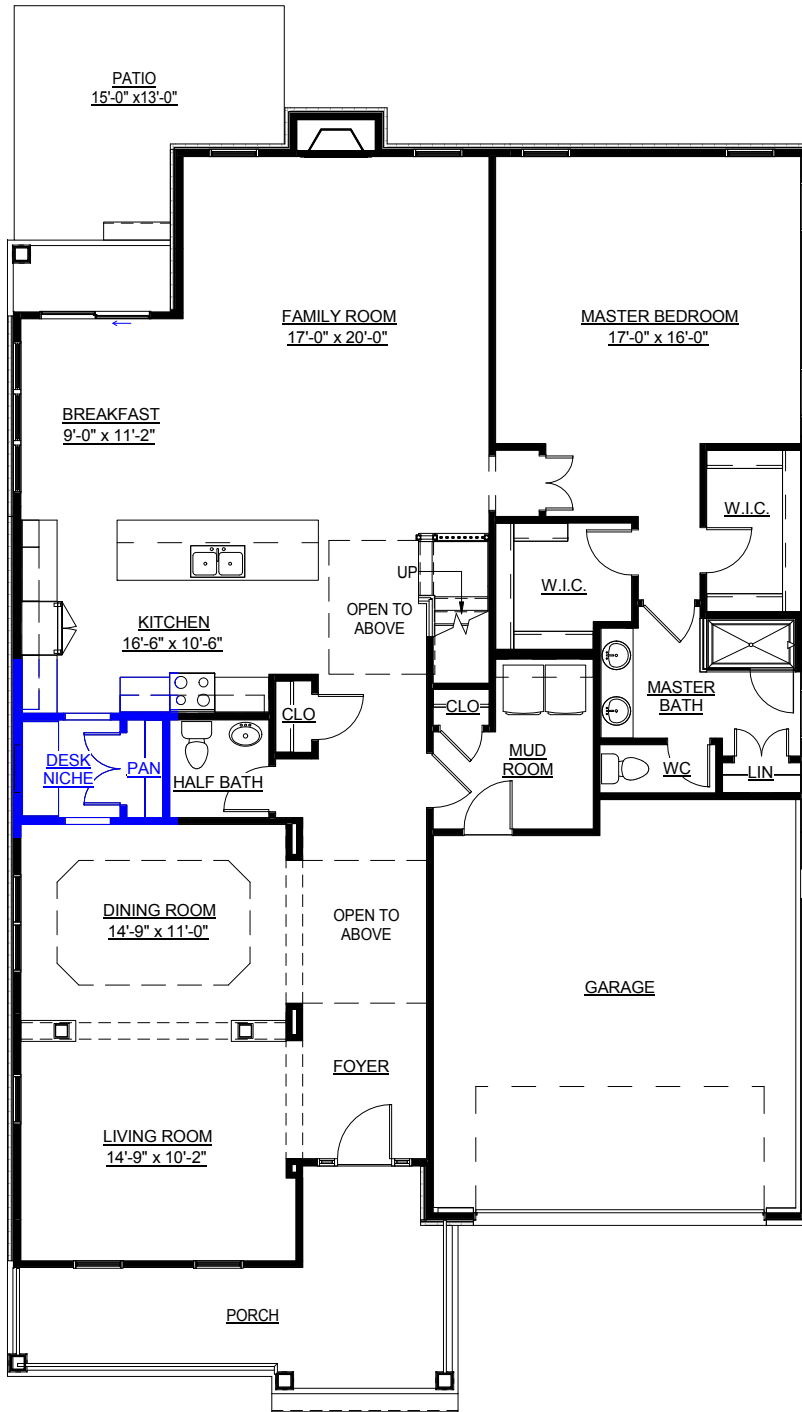 PATIO
15'-0" x13'-0"
FAMILY ROOM
17'-0" x 20'-0"
MASTER BEDROOM
17'-0" x 16'-0"
BREAKFAST
9'-0" x 11'-2"
W.I.C.
UP
W.I.C.
OPEN TO
ABOVE
KITCHEN
16'-6" x 10'-6"
MASTER
BATH
CLO
CLO
MUD
ROOM
DESK
NICHE
PAN
HALF BATH
WC
LIN
DINING ROOM
14'-9" x 11'-0"
OPEN TO
ABOVE
GARAGE
FOYER
LIVING ROOM
14'-9" x 10'-2"
PORCH